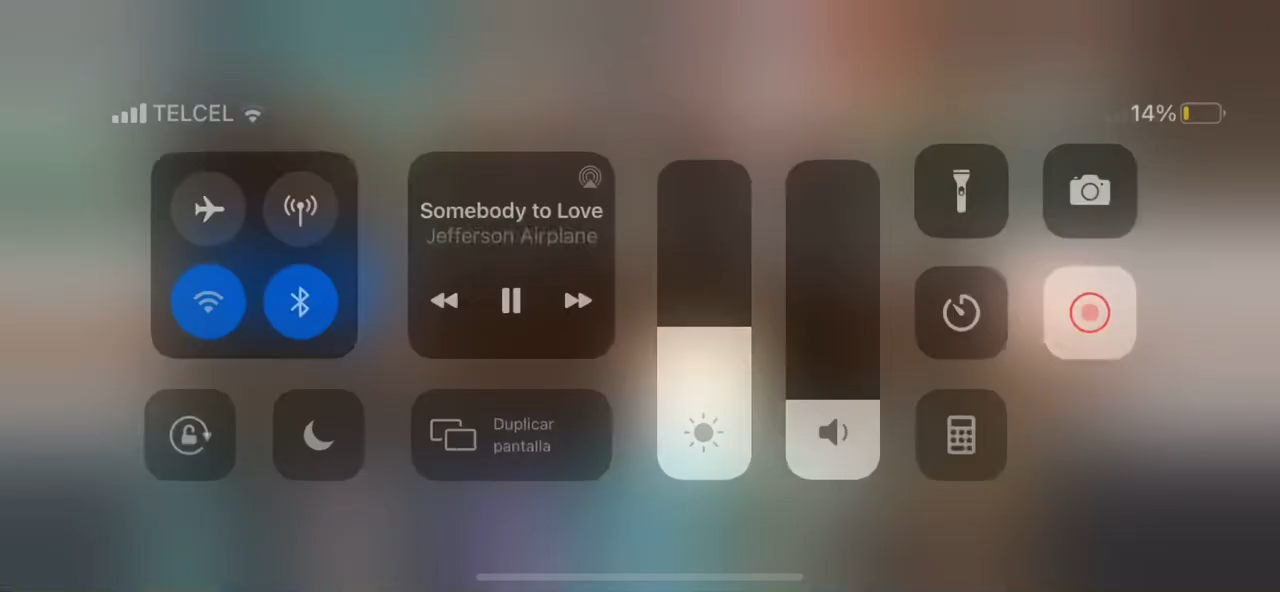 TELCEL
14%
Somebody to Love
Jefferson Airplane
Duplicar
pantalla